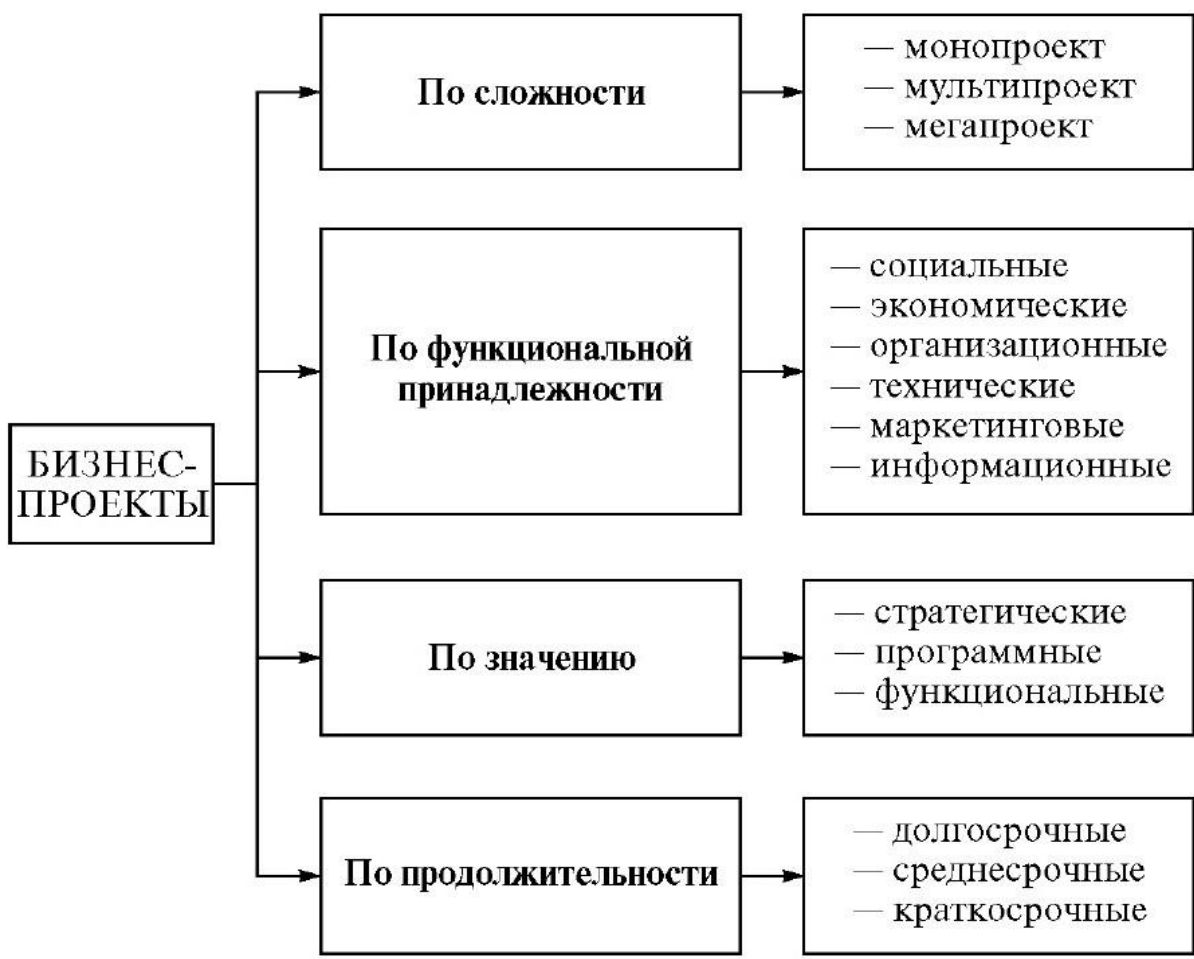 По сложности
— монопроект
— мультипроект
— мегапроект
По функциональной
принадлежности
— социальные
— экономические
— организационные
— технические
— маркетинговые
— информационные
БИЗНЕС-
ПРОЕКТЫ
По значению
— стратегические
— программные
— функциональные
По продолжительности
— долгосрочные
— среднесрочные
— краткосрочные